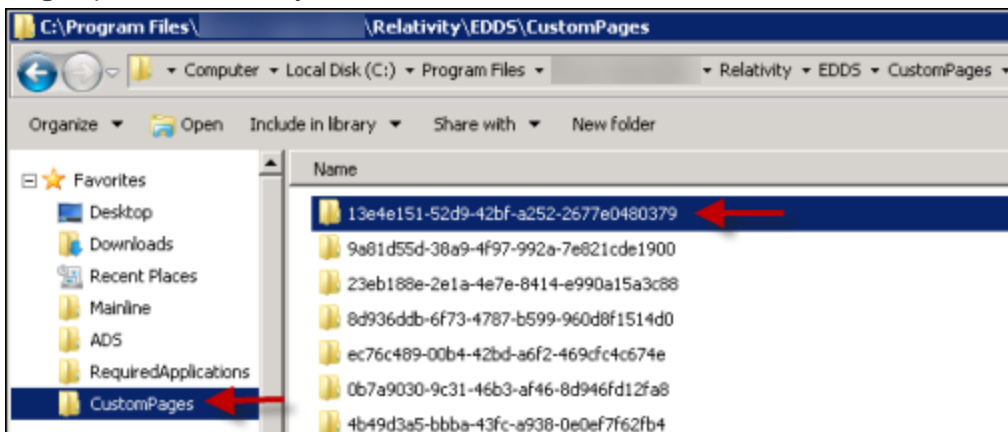 C:\Program Files\ \Relativity\EDDS\CustomPages
Computer Local Disk (C:) Program Files Relativity EDDS CustomPages
Organize Open Include in library Share with New folder
Name
Favorites
Desktop
Downloads
Recent Places
Mainline
ADS
RequiredApplications
CustomPages
13e4e151-52d9-42bf-a252-2677e0480379
9a81d55d-38a9-4f97-992a-7e821cde1900
23eb188e-2e1a-4e7e-8414-e990a15a3c88
8d936ddb-6f73-4787-b599-960d8f1514d0
ec76c489-00b4-42bd-a6f2-469cfc4c674e
0b7a9030-9c31-46b3-af46-8d946fd12fa8
4b49d3a5-bbba-43fc-a938-0e0ef7f62fb4